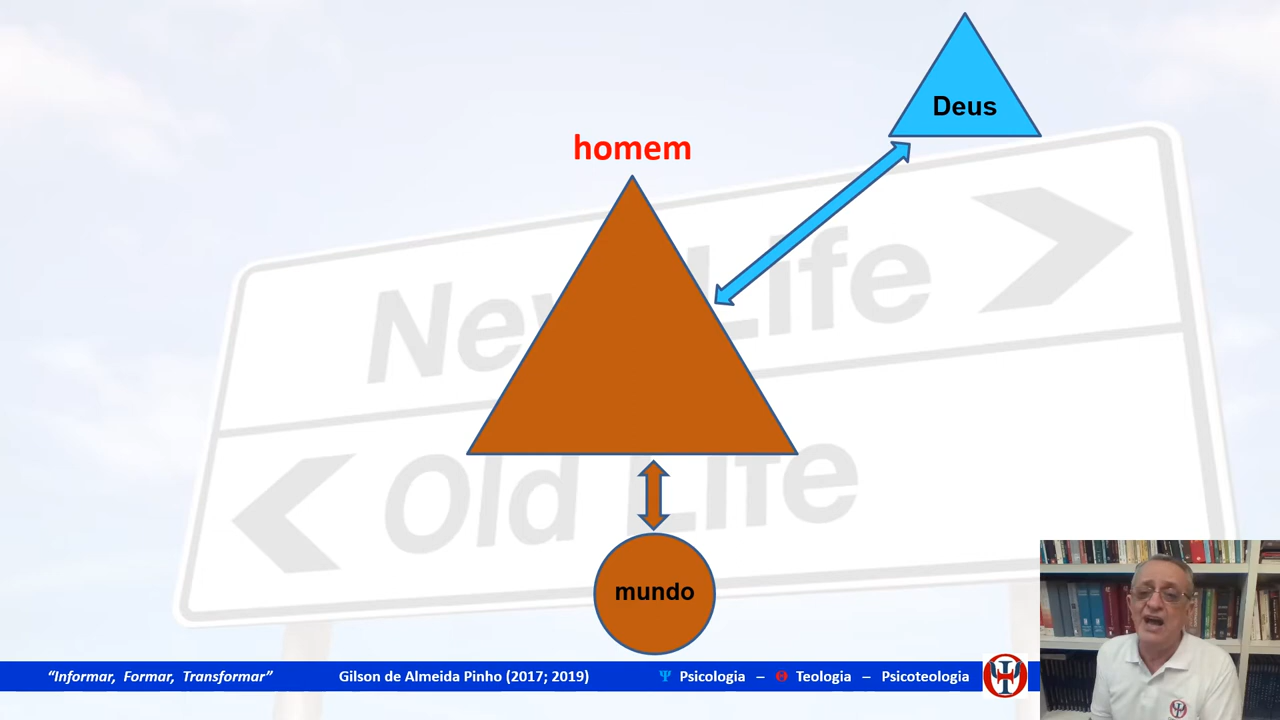 Deus
homem
New Life
Old Life
mundo
“Informar, Formar, Transformar” Gilson de Almeida Pinho (2017; 2019) Ψ Psicologia – Θ Teologia – Psicoteologia